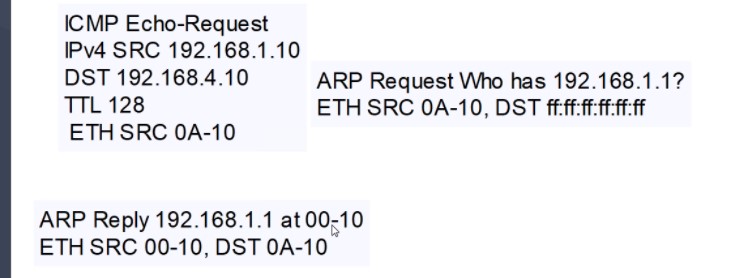 ICMP Echo-Request
IPv4 SRC 192.168.1.10
DST 192.168.4.10
TTL 128
ETH SRC 0A-10
ARP Request Who has 192.168.1.1?
ETH SRC 0A-10, DST ff:ff:ff:ff:ff:ff
ARP Reply 192.168.1.1 at 00-10
ETH SRC 00-10, DST 0A-10